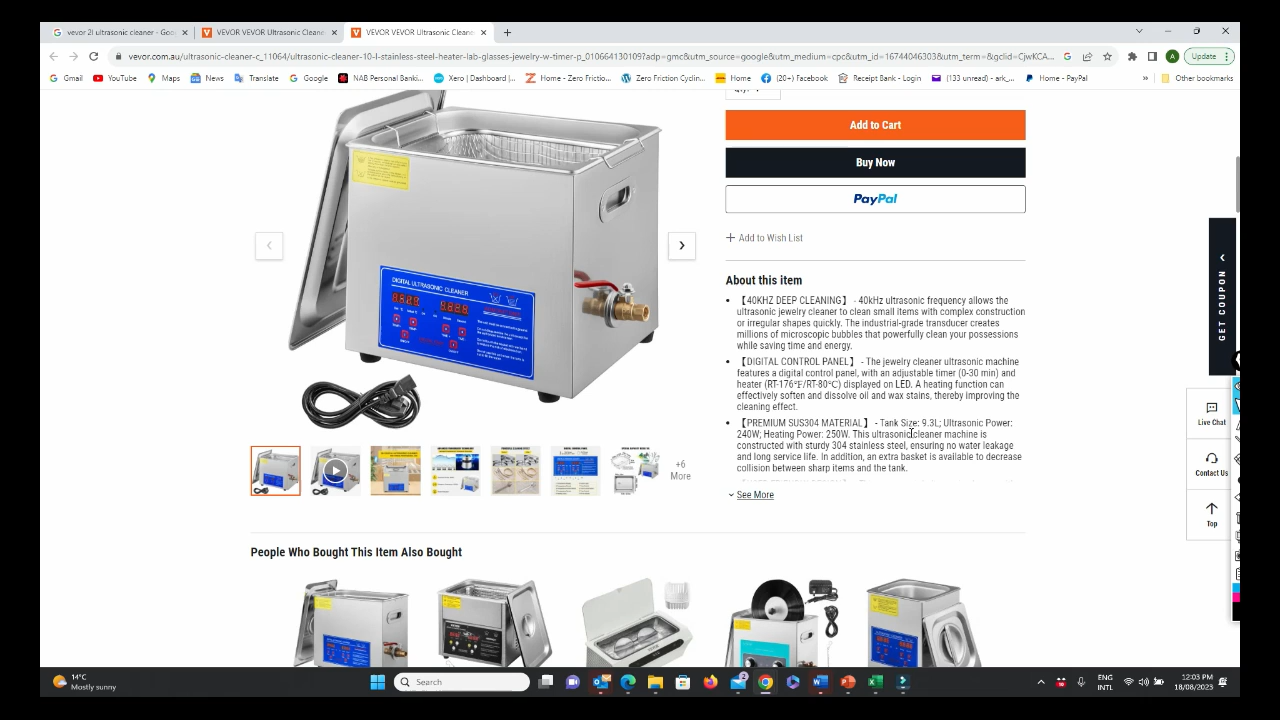 vevor 2l ultrasonic cleaner - Goo
VEVOR VEVOR Ultrasonic Cleane
VEVOR VEVOR Ultrasonic Cleane
vevor.com.au/ultrasonic-cleaner-c_11064/ultrasonic-cleaner-10-l-stainless-steel-heater-lab-glasses-jewelry-w-timer-p_010664130109?adp=gmc&utm_source=google&utm_medium=cpc&utm_id=16744046303&utm_term=&gclid=CjwKCA...
Update
Gmail
YouTube
Maps
News
Translate
Google
NAB Personal Banki...
Xero | Dashboard |...
Home - Zero Frictio...
Zero Friction Cyclin...
Home
(20+) Facebook
Receipt Bank - Login
(133 unread) - ark_...
Home - PayPal
»
Other bookmarks
Add to Cart
Buy Now
PayPal
Add to Wish List
DIGITAL ULTRASONIC CLEANER
About this item
• 【40KHZ DEEP CLEANING】 - 40kHz ultrasonic frequency allows the
ultrasonic jewelry cleaner to clean small items with complex construction
or irregular shapes quickly. The industrial-grade transducer creates
millions of microscopic bubbles that powerfully clean your possessions
while saving time and energy.
• 【DIGITAL CONTROL PANEL】 - The jewelry cleaner ultrasonic machine
features a digital control panel, with an adjustable timer (0-30 min) and
heater (RT-176℉/RT-80℃) displayed on LED. A heating function can
effectively soften and dissolve oil and wax stains, thereby improving the
cleaning effect.
• 【PREMIUM SUS304 MATERIAL】 - Tank Size: 9.3L; Ultrasonic Power:
240W; Heating Power: 250W. This ultrasonic cleaner machine is
constructed with sturdy 304 stainless steel, ensuring no water leakage
and long service life. In addition, an extra basket is available to decrease
collision between sharp items and the tank.
See More
+6
More
GET COUPON
Live Chat
Contact Us
Top
People Who Bought This Item Also Bought
14°C
Mostly sunny
Search
ENG
INTL
12:03 PM
18/08/2023